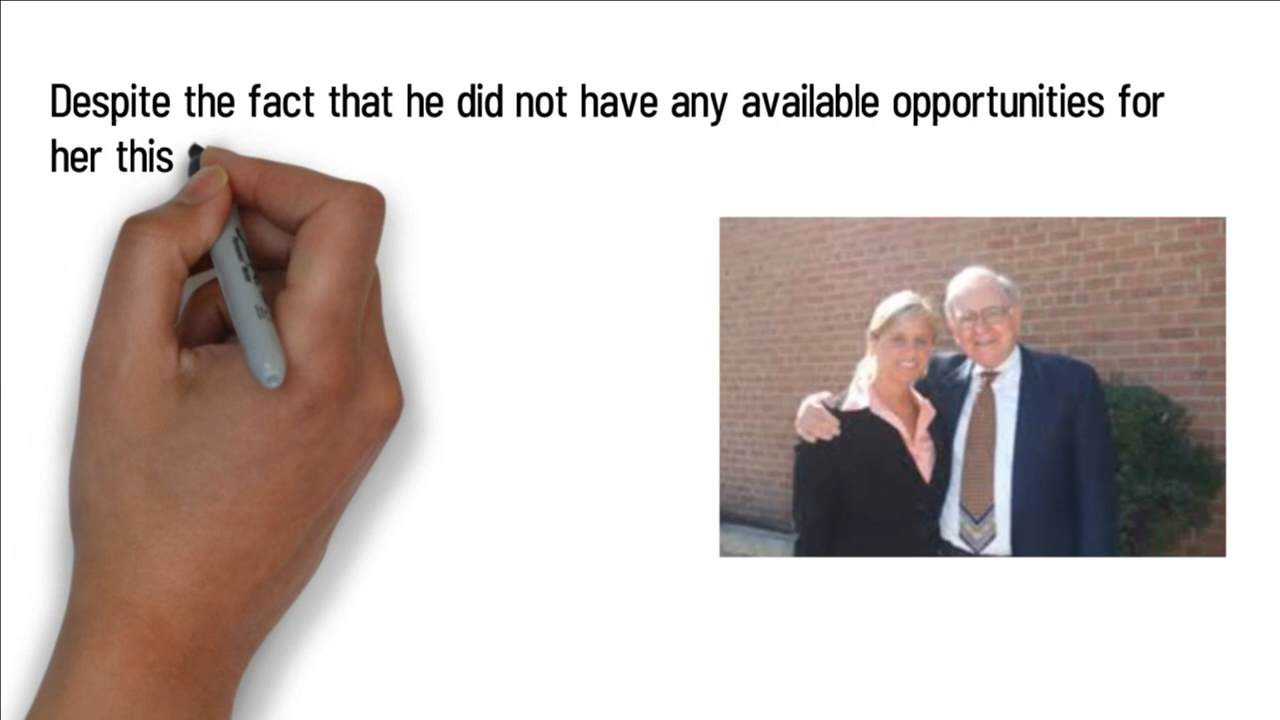 Despite the fact that he did not have any available opportunities for
her this